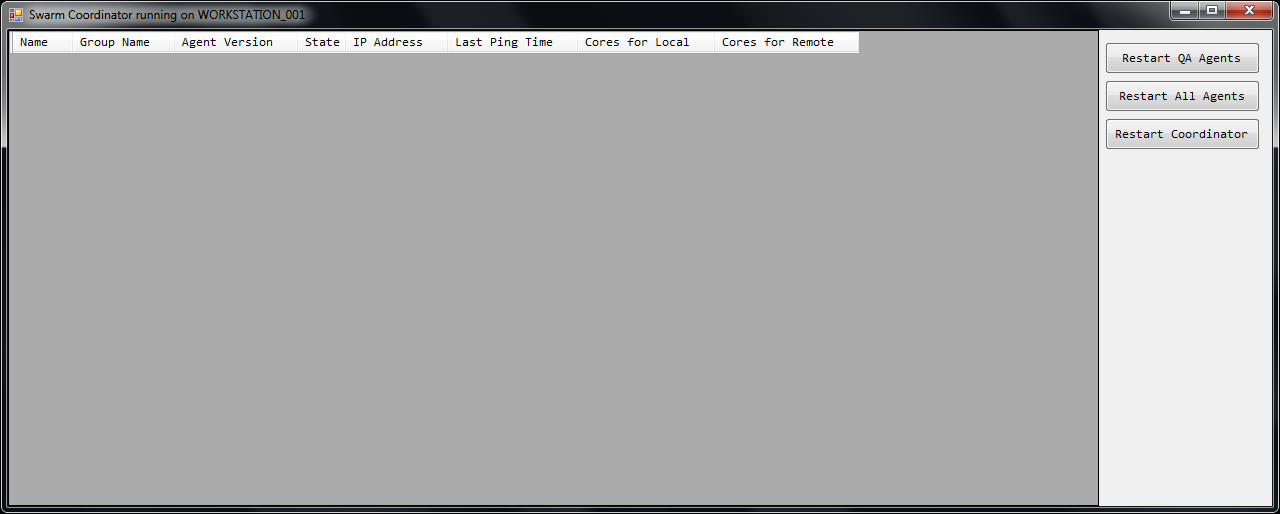 Swarm Coordinator running on WORKSTATION_001
Name Group Name Agent Version State IP Address Last Ping Time Cores for Local Cores for Remote
Restart QA Agents
Restart All Agents
Restart Coordinator